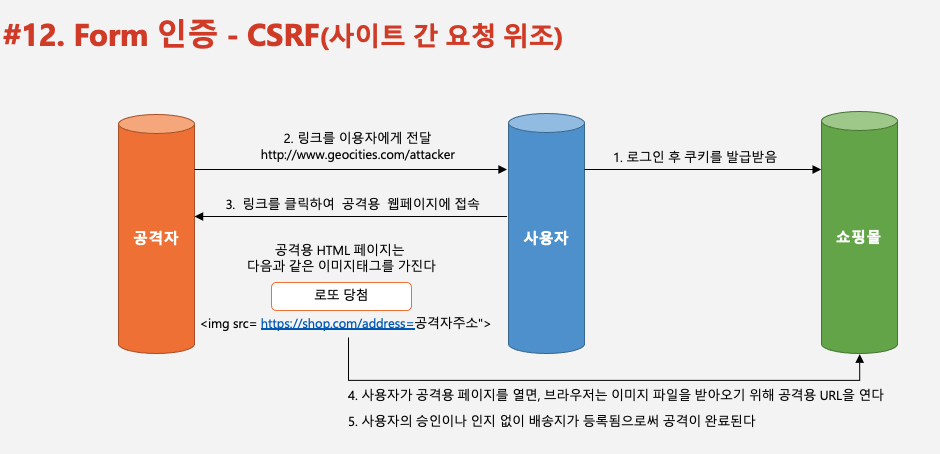 #12. Form 인증 - CSRF(사이트 간 요청 위조)
2. 링크를 이용자에게 전달
http://www.geocities.com/attacker
1. 로그인 후 쿠키를 발급받음
3. 링크를 클릭하여 공격용 웹페이지에 접속
공격자
사용자
쇼핑몰
공격용 HTML 페이지는
다음과 같은 이미지태그를 가진다
로또 당첨
<img src= https://shop.com/address=공격자주소">
4. 사용자가 공격용 페이지를 열면, 브라우저는 이미지 파일을 받아오기 위해 공격용 URL을 연다
5. 사용자의 승인이나 인지 없이 배송지가 등록됨으로써 공격이 완료된다